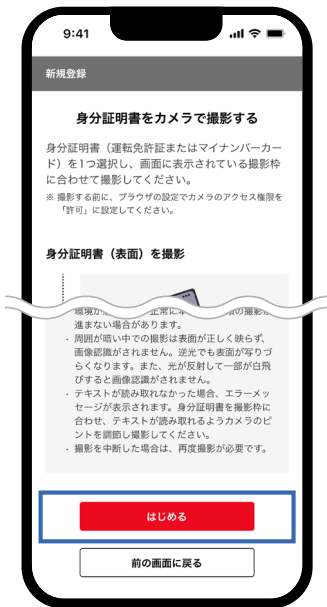 9:41
新規登録
身分証明書をカメラで撮影する
身分証明書（運転免許証またはマイナンバーカー
ド）を1つ選択し、画面に表示されている撮影枠
に合わせて撮影してください。
※ 撮影する前に、ブラウザの設定でカメラのアクセス権限を
「許可」に設定してください。
身分証明書（表面）を撮影
進まない場合があります。
・周囲が暗い中での撮影は表面が正しく映らず、
画像認識がされません。逆光でも表面が写りづ
らくなります。また、光が反射して一部が白飛
びすると画像認識がされません。
・テキストが読み取れなかった場合、エラーメッ
セージが表示されます。身分証明書を撮影枠に
合わせ、テキストが読み取れるようカメラのピ
ントを調節し撮影してください。
・撮影を中断した場合は、再度撮影が必要です。
はじめる
前の画面に戻る